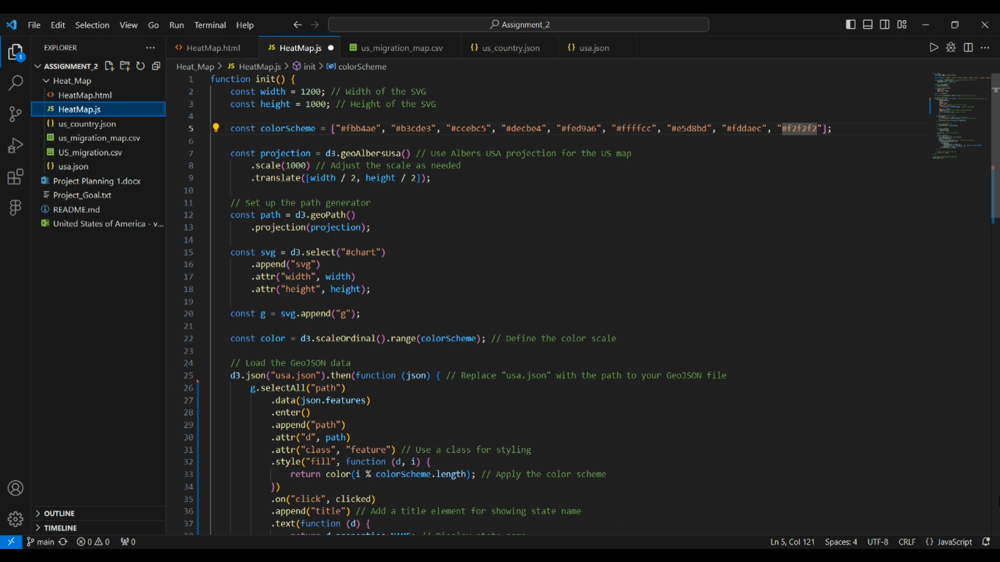 File Edit Selection View Go Run Terminal Help Assignment_2
EXPLORER
ASSIGNMENT_2
Heat_Map
HeatMap.html
JS HeatMap.js
{} us_country.json
us_migration_map.csv
US_migration.csv
{} usa.json
Project Planning 1.docx
Project_Goal.txt
README.md
United States of America - v...
OUTLINE
TIMELINE
HeatMap.html JS HeatMap.js us_migration_map.csv {} us_country.json {} usa.json
Heat_Map > JS HeatMap.js > init > colorScheme
1 function init() {
2 const width = 1200; // Width of the SVG
3 const height = 1000; // Height of the SVG
4
5 const colorScheme = ["#fbb4ae", "#b3cde3", "#ccebc5", "#decbe4", "#fed9a6", "#ffffcc", "#e5d8bd", "#fddaec", "#f2f2f2"];
6
7 const projection = d3.geoAlbersUsa() // Use Albers USA projection for the US map
8 .scale(1000) // Adjust the scale as needed
9 .translate([width / 2, height / 2]);
10
11 // Set up the path generator
12 const path = d3.geoPath()
13 .projection(projection);
14
15 const svg = d3.select("#chart")
16 .append("svg")
17 .attr("width", width)
18 .attr("height", height);
19
20 const g = svg.append("g");
21
22 const color = d3.scaleOrdinal().range(colorScheme); // Define the color scale
23
24 // Load the GeoJSON data
25 d3.json("usa.json").then(function (json) { // Replace "usa.json" with the path to your GeoJSON file
26 g.selectAll("path")
27 .data(json.features)
28 .enter()
29 .append("path")
30 .attr("d", path)
31 .attr("class", "feature") // Use a class for styling
32 .style("fill", function (d, i) {
33 return color(i % colorScheme.length); // Apply the color scheme
34 })
35 .on("click", clicked)
36 .append("title") // Add a title element for showing state name
37 .text(function (d) {
main 0 0 0 Ln 5, Col 121 Spaces: 4 UTF-8 CRLF {} JavaScript